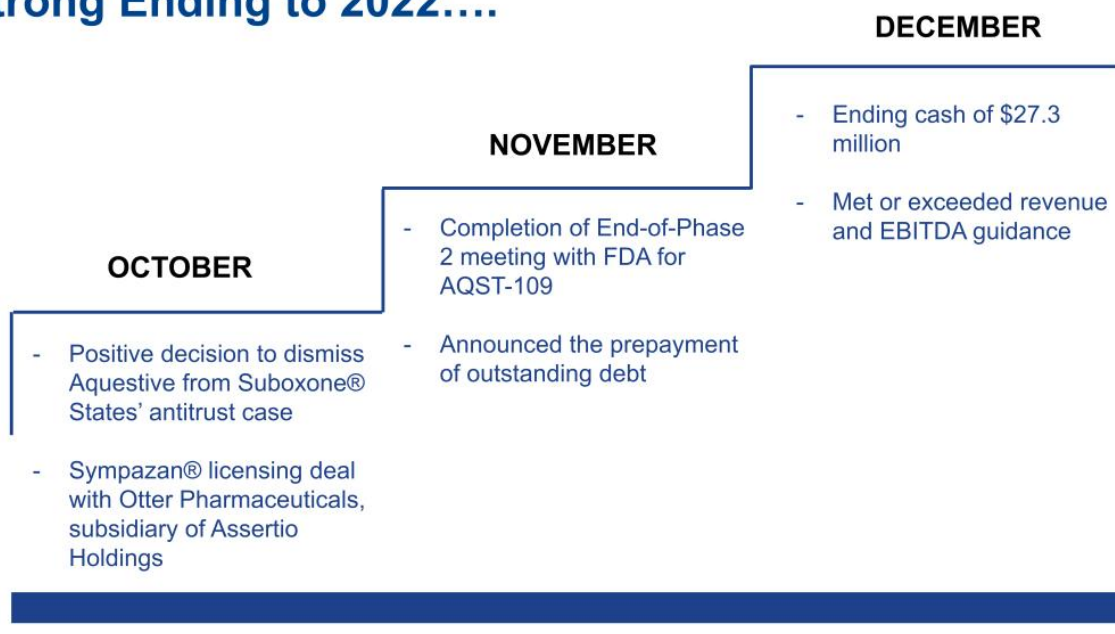 trong Ending to 2022....
DECEMBER
- Ending cash of $27.3
million
- Met or exceeded revenue
and EBITDA guidance
NOVEMBER
- Completion of End-of-Phase
2 meeting with FDA for
AQST-109
- Announced the prepayment
of outstanding debt
OCTOBER
- Positive decision to dismiss
Aquestive from Suboxone®
States’ antitrust case
- Sympazan® licensing deal
with Otter Pharmaceuticals,
subsidiary of Assertio
Holdings